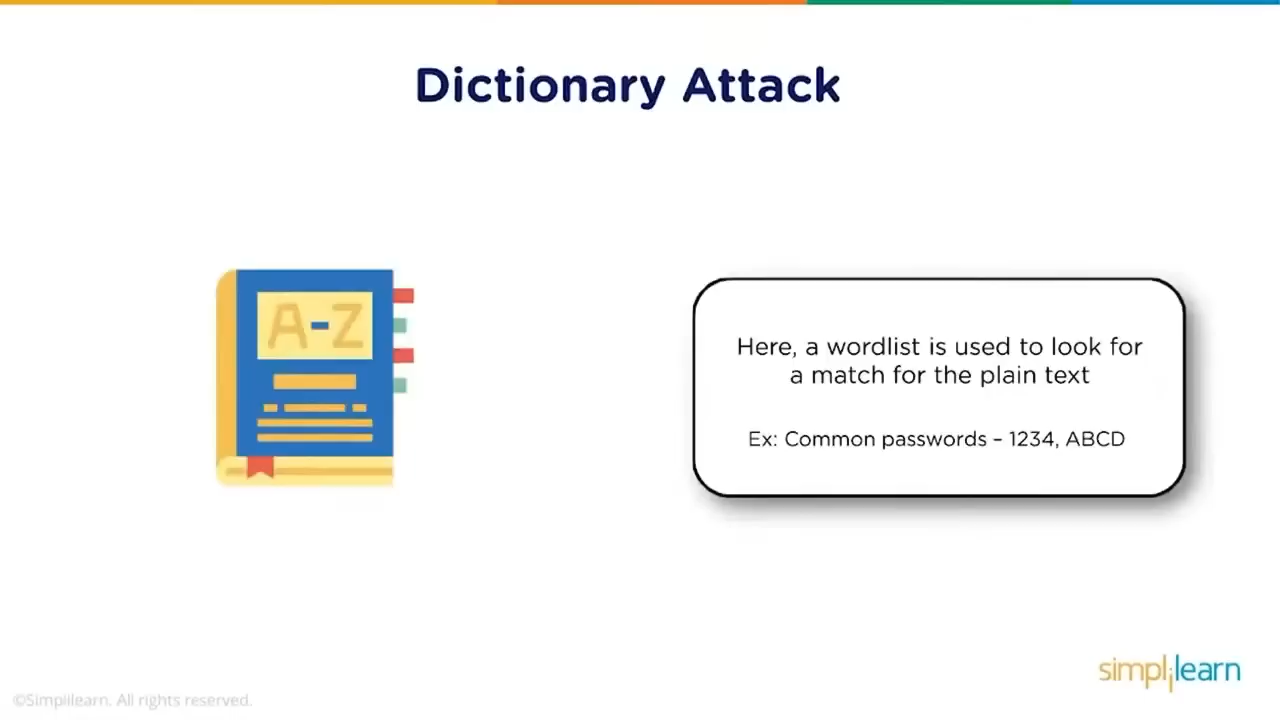 Dictionary Attack
A-Z
Here, a wordlist is used to look for
a match for the plain text
Ex: Common passwords – 1234, ABCD
simplilearn
©Simplilearn. All rights reserved.